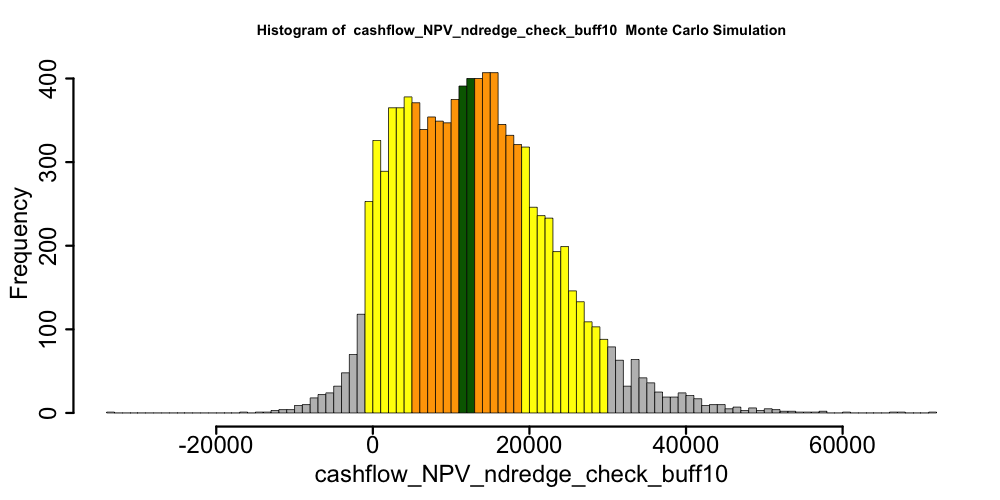 Histogram of  cashflow_NPV_ndredge_check_buff10  Monte Carlo Simulation
400
300
200
100
0
Frequency
-20000 0 20000 40000 60000
cashflow_NPV_ndredge_check_buff10